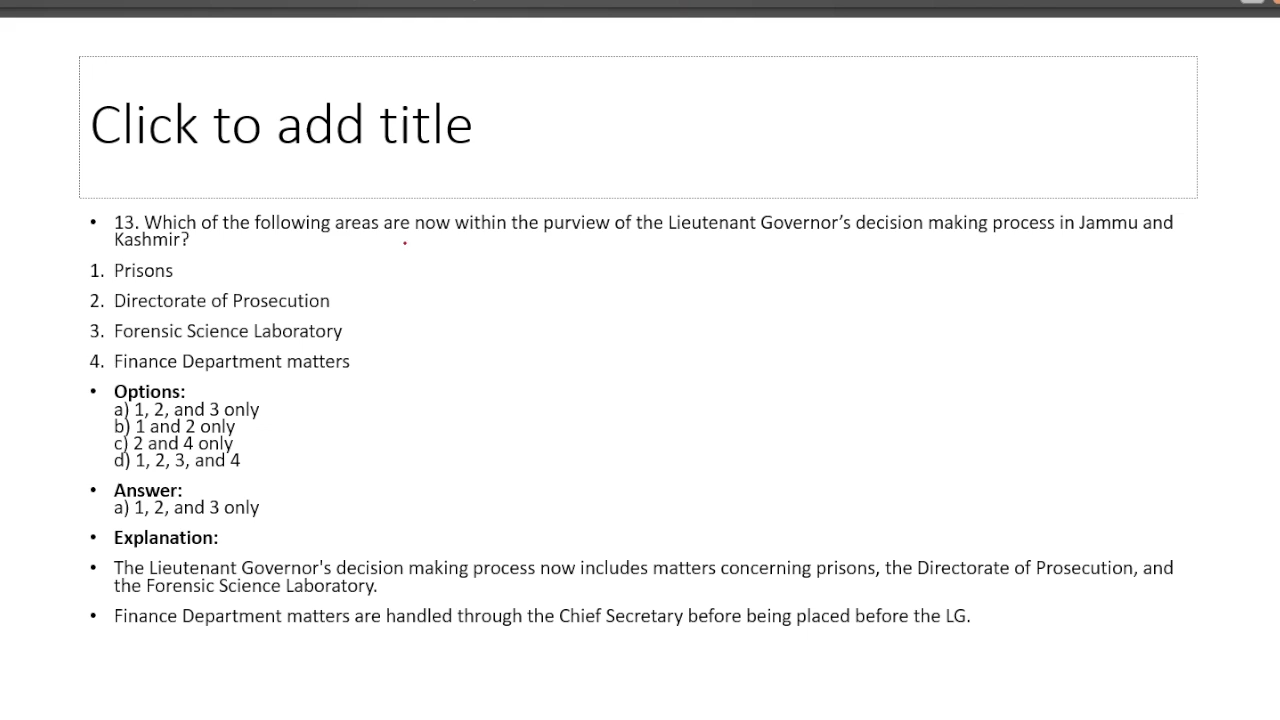 Click to add title
• 13. Which of the following areas are now within the purview of the Lieutenant Governor’s decision making process in Jammu and
Kashmir?
1. Prisons
2. Directorate of Prosecution
3. Forensic Science Laboratory
4. Finance Department matters
• Options:
a) 1, 2, and 3 only
b) 1 and 2 only
c) 2 and 4 only
d) 1, 2, 3, and 4
• Answer:
a) 1, 2, and 3 only
• Explanation:
• The Lieutenant Governor's decision making process now includes matters concerning prisons, the Directorate of Prosecution, and
the Forensic Science Laboratory.
• Finance Department matters are handled through the Chief Secretary before being placed before the LG.